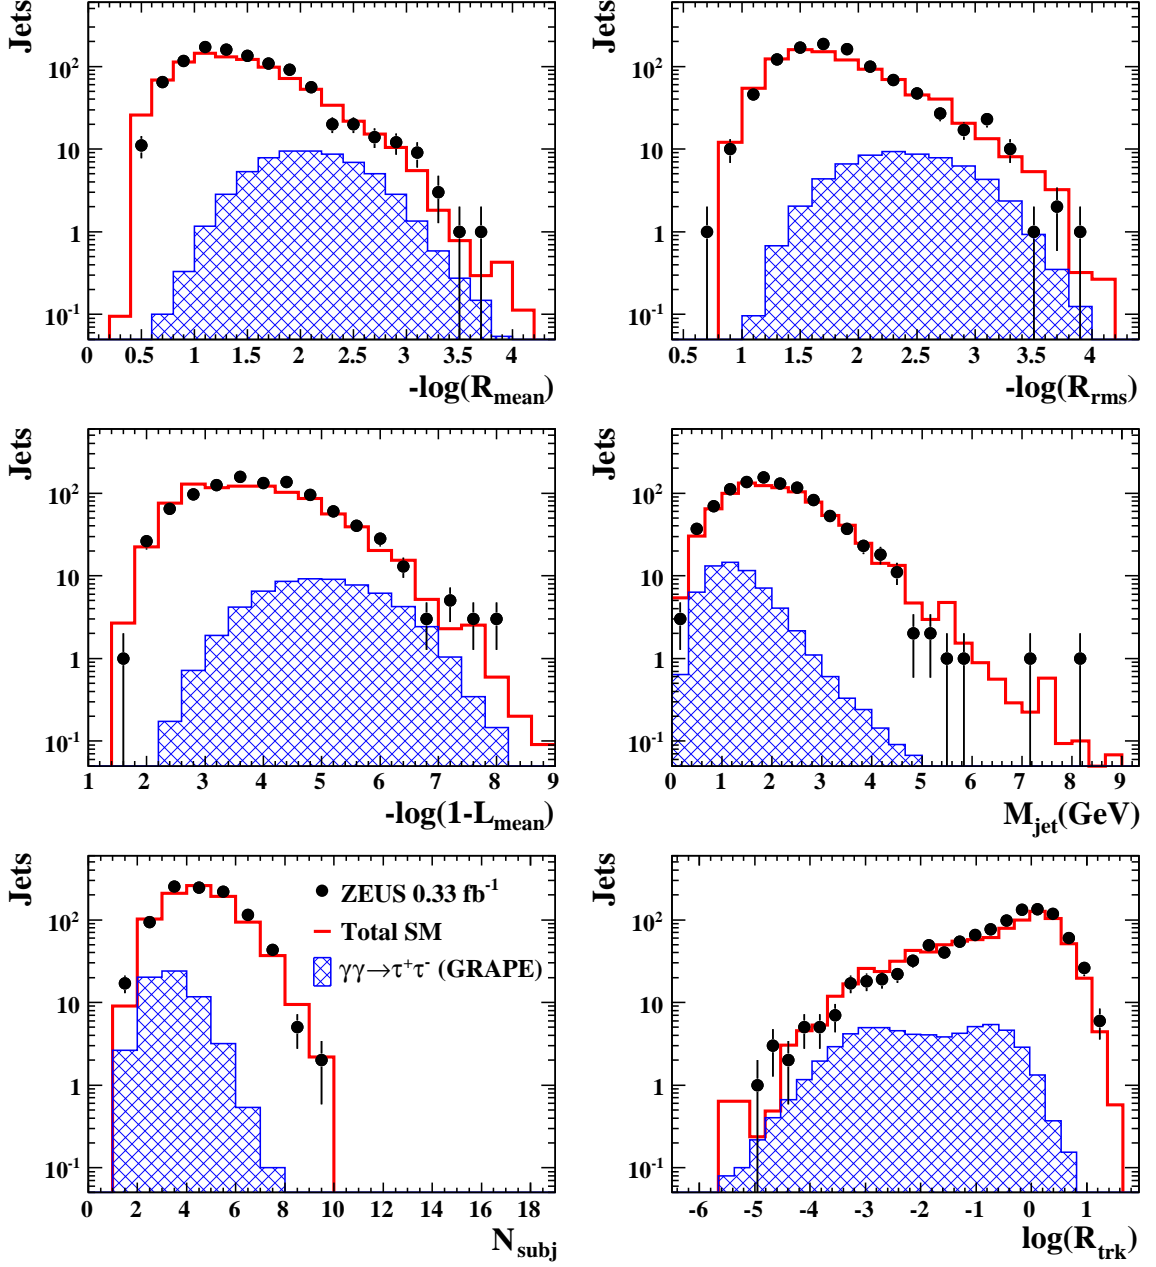 Jets
10²
10
1
10⁻¹
0 0.5 1 1.5 2 2.5 3 3.5 4
-log(R_mean)
Jets
10²
10
1
10⁻¹
0.5 1 1.5 2 2.5 3 3.5 4
-log(R_rms)
Jets
10²
10
1
10⁻¹
1 2 3 4 5 6 7 8 9
-log(1-L_mean)
Jets
10²
10
1
10⁻¹
0 1 2 3 4 5 6 7 8 9
M_jet(GeV)
Jets
10²
10
1
10⁻¹
ZEUS 0.33 fb⁻¹
Total SM
γγ→τ⁺τ⁻ (GRAPE)
0 2 4 6 8 10 12 14 16 18
N_subj
Jets
10²
10
1
10⁻¹
-6 -5 -4 -3 -2 -1 0 1
log(R_trk)